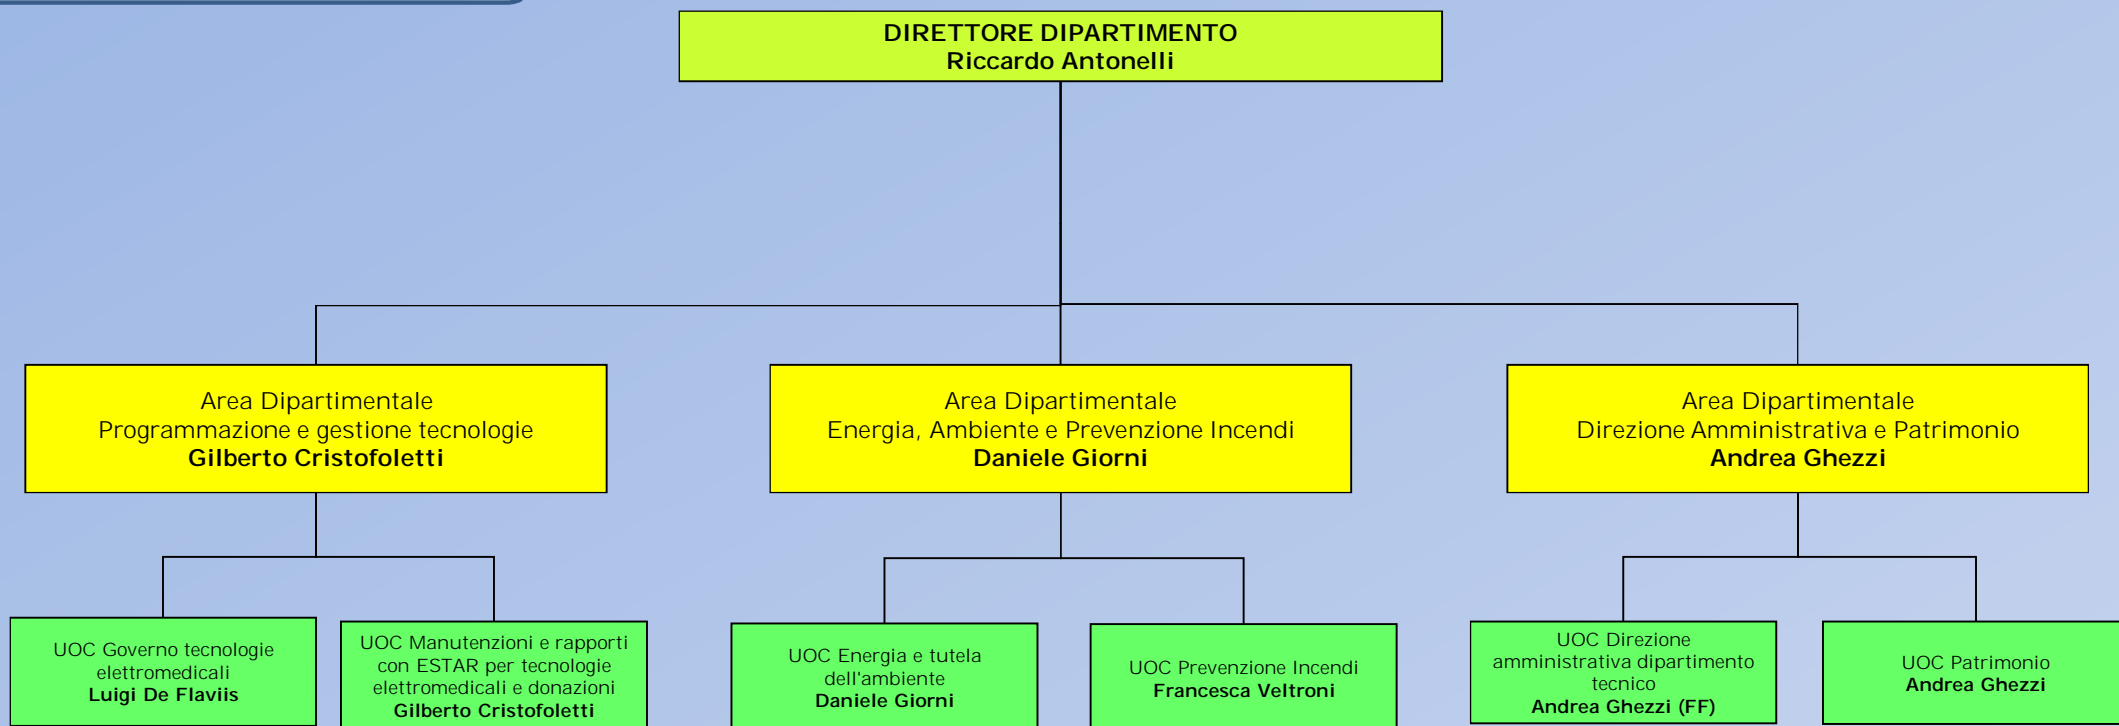 DIRETTORE DIPARTIMENTO
Riccardo Antonelli
Area Dipartimentale
Programmazione e gestione tecnologie
Gilberto Cristofoletti
Area Dipartimentale
Energia, Ambiente e Prevenzione Incendi
Daniele Giorni
Area Dipartimentale
Direzione Amministrativa e Patrimonio
Andrea Ghezzi
UOC Governo tecnologie
elettromedicali
Luigi De Flaviis
UOC Manutenzioni e rapporti
con ESTAR per tecnologie
elettromedicali e donazioni
Gilberto Cristofoletti
UOC Energia e tutela
dell'ambiente
Daniele Giorni
UOC Prevenzione Incendi
Francesca Veltroni
UOC Direzione
amministrativa dipartimento
tecnico
Andrea Ghezzi (FF)
UOC Patrimonio
Andrea Ghezzi